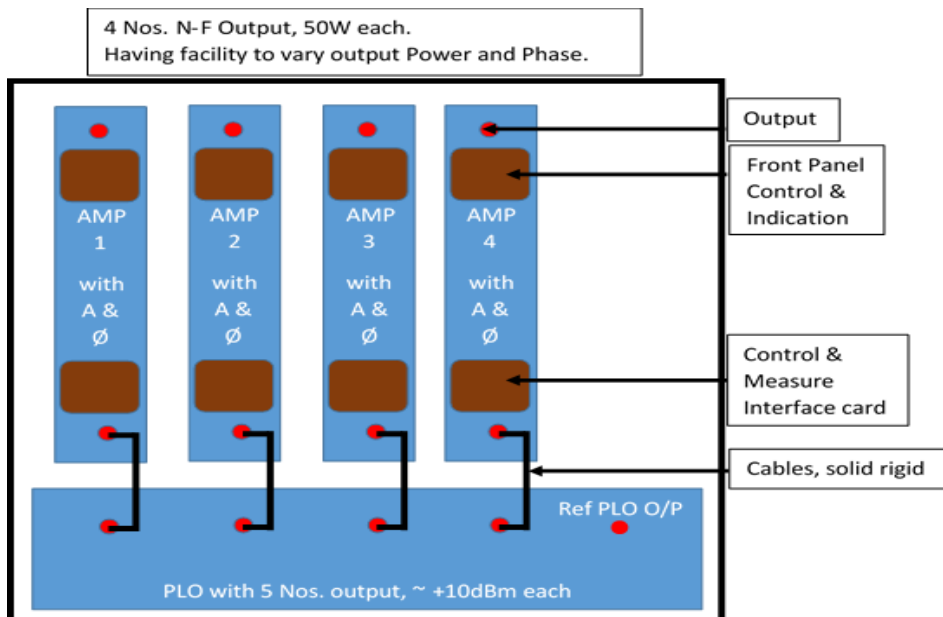 4 Nos. N-F Output, 50W each.
Having facility to vary output Power and Phase.
Output
Front Panel
Control &
Indication
AMP
1
with
A &
Ø
AMP
2
with
A &
Ø
AMP
3
with
A &
Ø
AMP
4
with
A &
Ø
Control &
Measure
Interface card
Cables, solid rigid
Ref PLO O/P
PLO with 5 Nos. output, ~ +10dBm each